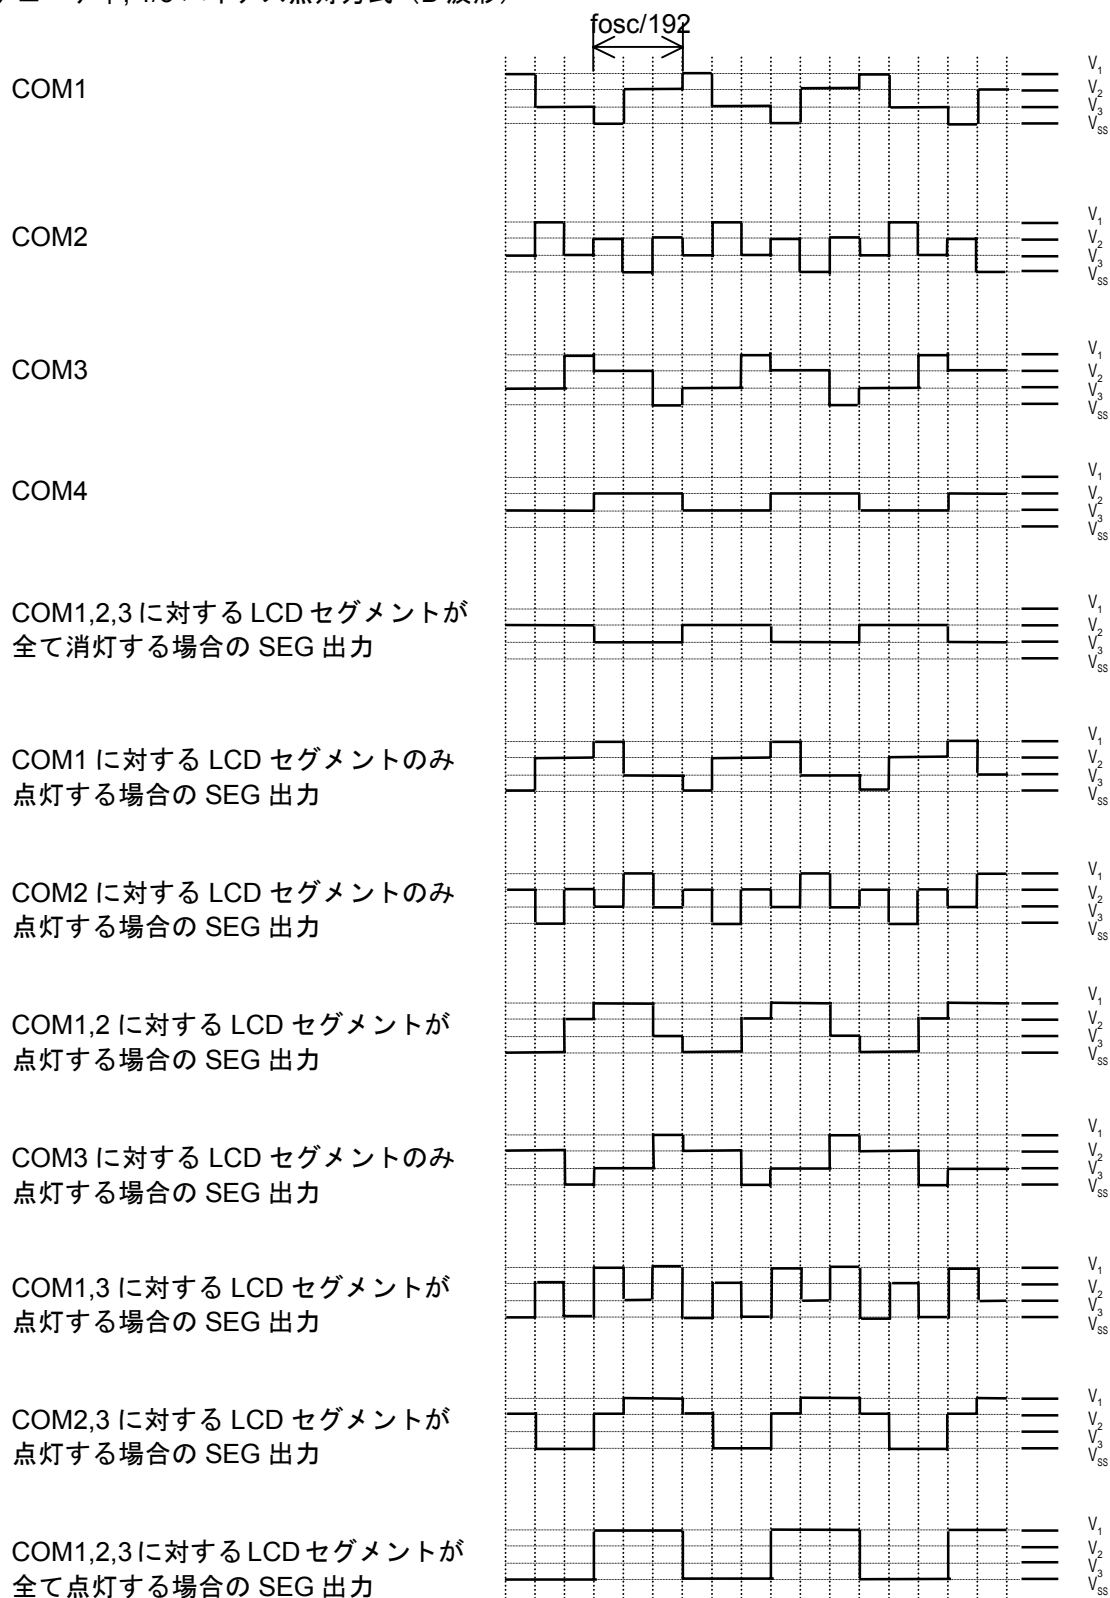 fosc/192
COM1
V1
V2
V3
VSS
COM2
V1
V2
V3
VSS
COM3
V1
V2
V3
VSS
COM4
V1
V2
V3
VSS
COM1,2,3 に対する LCD セグメントが
全て消灯する場合の SEG 出力
V1
V2
V3
VSS
COM1 に対する LCD セグメントのみ
点灯する場合の SEG 出力
V1
V2
V3
VSS
COM2 に対する LCD セグメントのみ
点灯する場合の SEG 出力
V1
V2
V3
VSS
COM1,2 に対する LCD セグメントが
点灯する場合の SEG 出力
V1
V2
V3
VSS
COM3 に対する LCD セグメントのみ
点灯する場合の SEG 出力
V1
V2
V3
VSS
COM1,3 に対する LCD セグメントが
点灯する場合の SEG 出力
V1
V2
V3
VSS
COM2,3 に対する LCD セグメントが
点灯する場合の SEG 出力
V1
V2
V3
VSS
COM1,2,3 に対する LCD セグメントが
全て点灯する場合の SEG 出力
V1
V2
V3
VSS